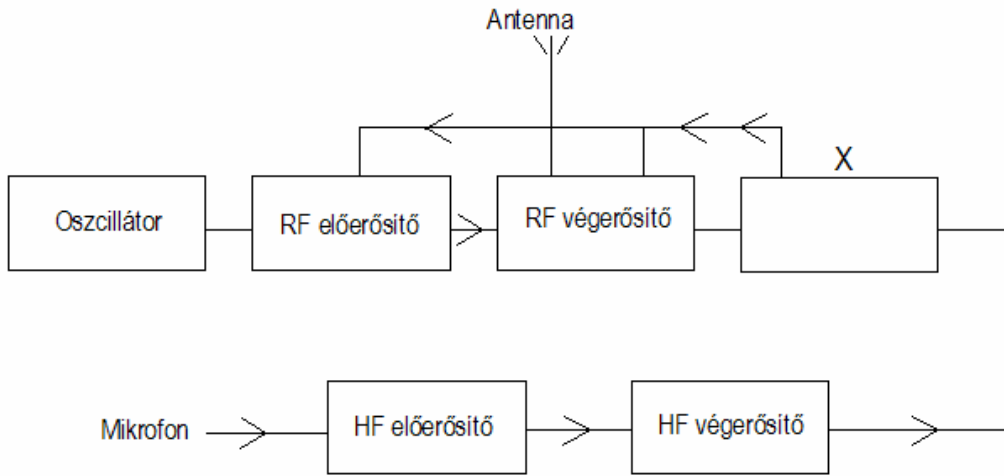 Antenna
X
Oszcillátor
RF előerősítő
RF végerősítő
Mikrofon
HF előerősítő
HF végerősítő